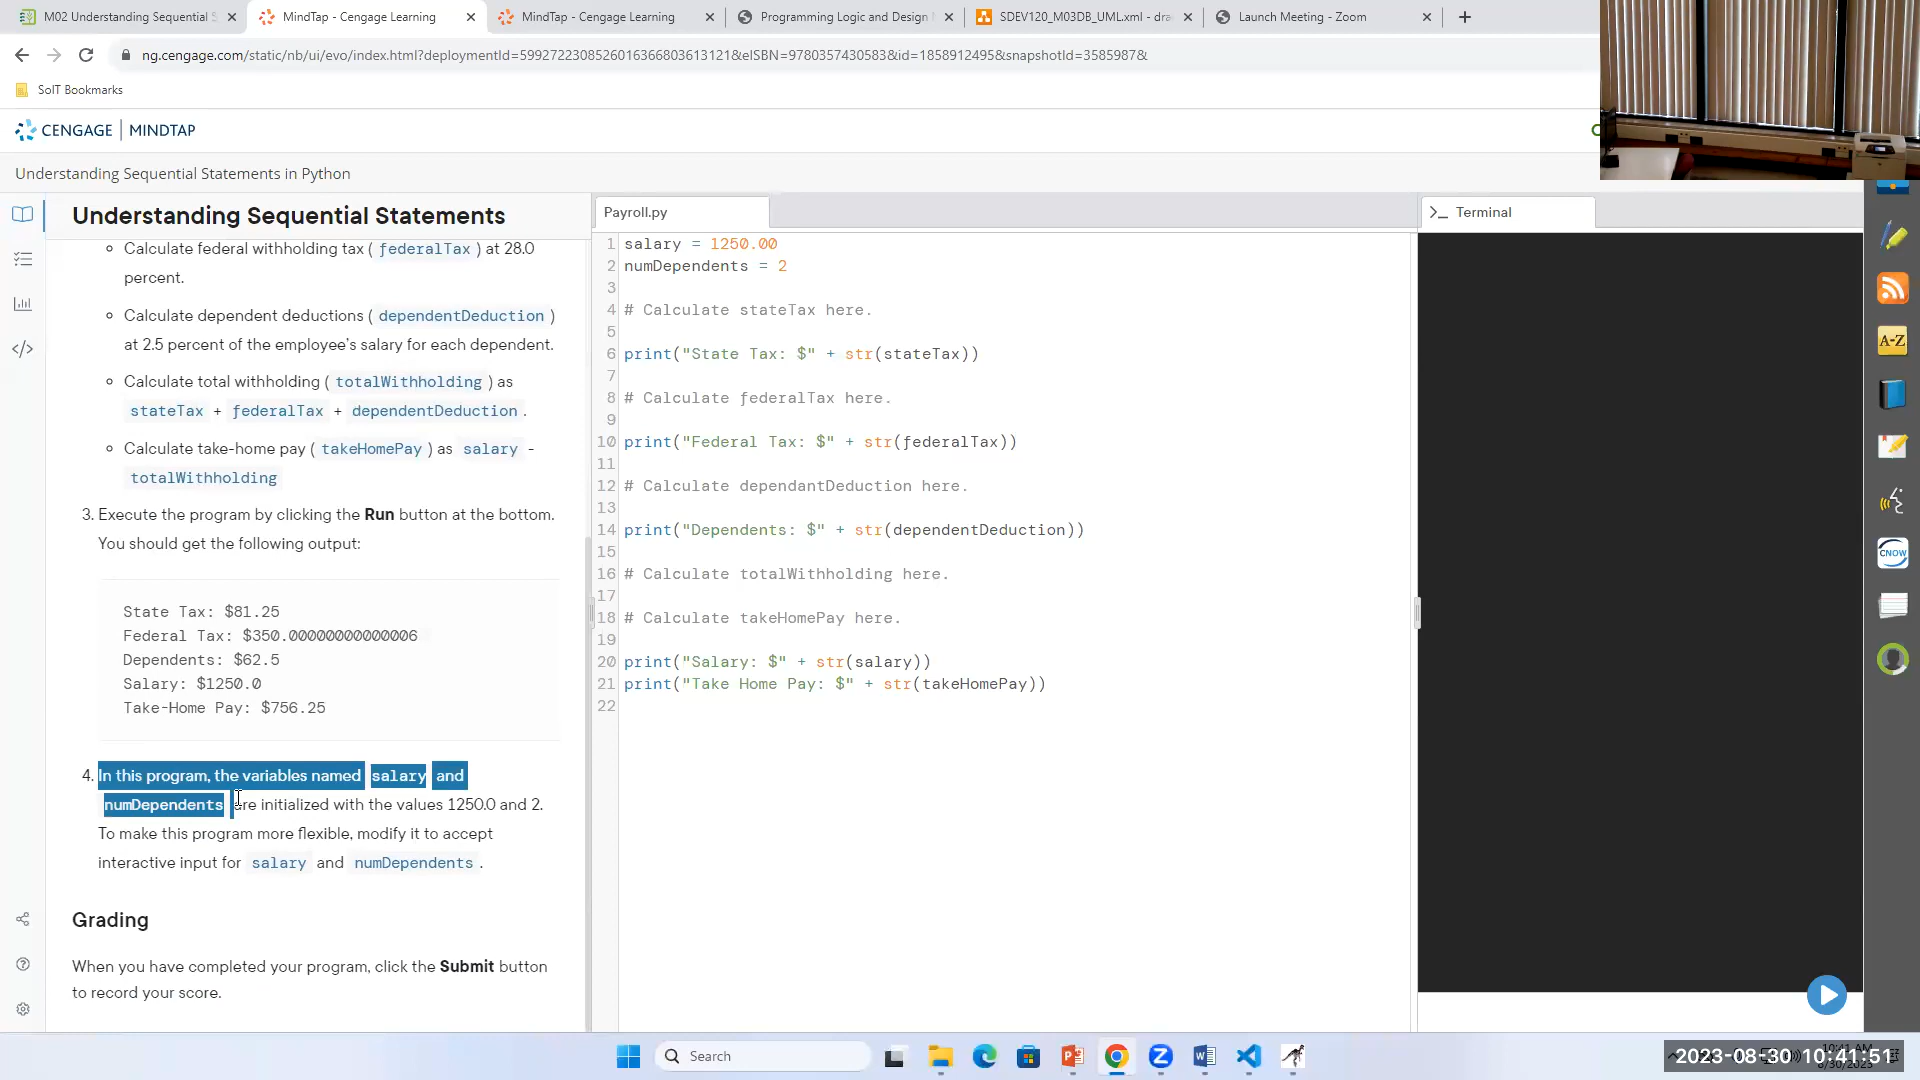 M02 Understanding Sequential S
MindTap - Cengage Learning
MindTap - Cengage Learning
Programming Logic and Design
SDEV120_M03DB_UML.xml - dra
Launch Meeting - Zoom
ng.cengage.com/static/nb/ui/evo/index.html?deploymentId=5992722308526016366803613121&eISBN=9780357430583&id=1858912495&snapshotId=3585987&
SoIT Bookmarks
CENGAGE | MINDTAP
Understanding Sequential Statements in Python
Understanding Sequential Statements
Calculate federal withholding tax ( federalTax ) at 28.0
percent.
Calculate dependent deductions ( dependentDeduction )
at 2.5 percent of the employee's salary for each dependent.
Calculate total withholding ( totalWithholding ) as
stateTax + federalTax + dependentDeduction .
Calculate take-home pay ( takeHomePay ) as salary -
totalWithholding
3. Execute the program by clicking the Run button at the bottom.
You should get the following output:
State Tax: $81.25
Federal Tax: $350.00000000000006
Dependents: $62.5
Salary: $1250.0
Take-Home Pay: $756.25
4. In this program, the variables named salary and
numDependents are initialized with the values 1250.0 and 2.
To make this program more flexible, modify it to accept
interactive input for salary and numDependents .
Grading
When you have completed your program, click the Submit button
to record your score.
Payroll.py
1 salary = 1250.00
2 numDependents = 2
3
4 # Calculate stateTax here.
5
6 print("State Tax: $" + str(stateTax))
7
8 # Calculate federalTax here.
9
10 print("Federal Tax: $" + str(federalTax))
11
12 # Calculate dependantDeduction here.
13
14 print("Dependents: $" + str(dependentDeduction))
15
16 # Calculate totalWithholding here.
17
18 # Calculate takeHomePay here.
19
20 print("Salary: $" + str(salary))
21 print("Take Home Pay: $" + str(takeHomePay))
22
>_ Terminal
A-Z
CNOW
Search
2023-08-30 10:41:51